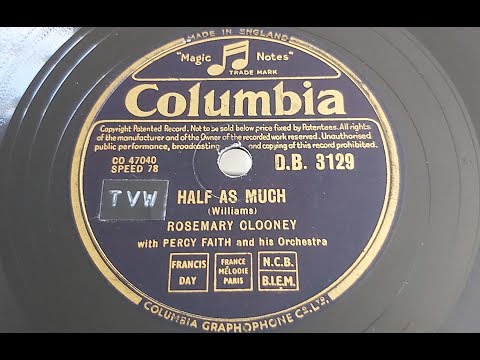 MADE IN ENGLAND
"Magic Notes"
TRADE MARK
Columbia
Copyright Patented Record. Not to be sold below price fixed by Patentees. All rights
of the manufacturer and of the Owner of the recorded work reserved. Unauthorised
public performance, broadcasting and copying of this record prohibited.
CO 47040
SPEED 78
D.B. 3129
TVW
HALF AS MUCH
(Williams)
ROSEMARY CLOONEY
with PERCY FAITH and his Orchestra
FRANCIS
DAY
FRANCE
MÉLODIE
PARIS
N.C.B.
B.I.E.M.
COLUMBIA GRAPHOPHONE CO. LTD.